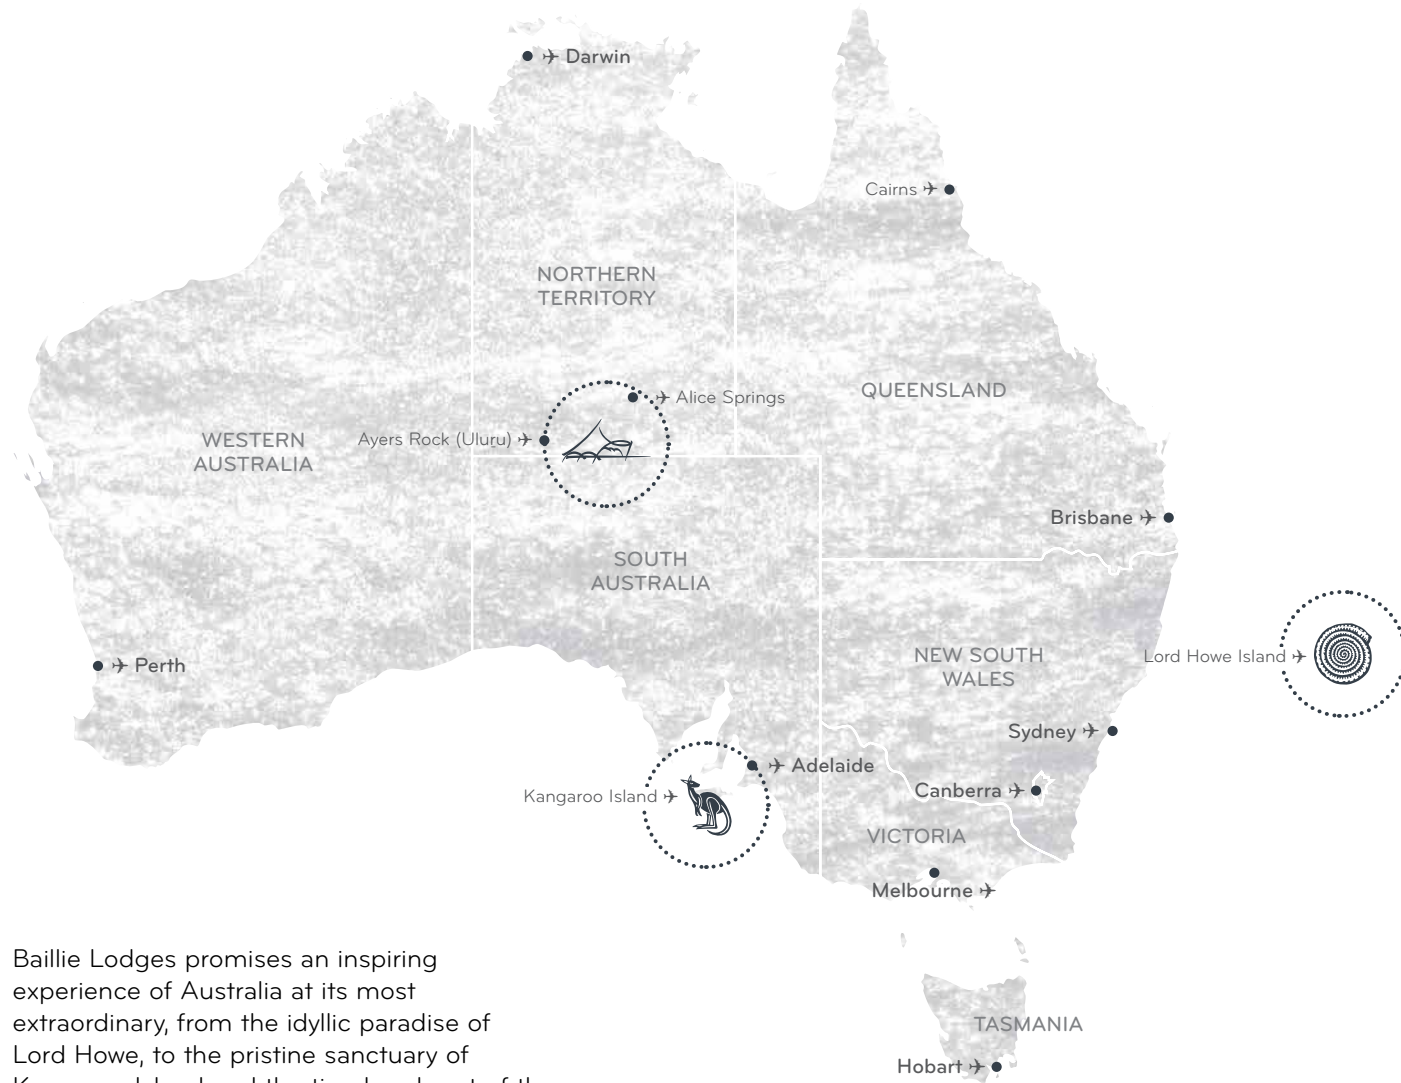 Darwin
Cairns
NORTHERN
TERRITORY
QUEENSLAND
Alice Springs
Ayers Rock (Uluru)
WESTERN
AUSTRALIA
Brisbane
SOUTH
AUSTRALIA
NEW SOUTH
WALES
Lord Howe Island
Perth
Sydney
Adelaide
Canberra
Kangaroo Island
VICTORIA
Melbourne
Baillie Lodges promises an inspiring
experience of Australia at its most
extraordinary, from the idyllic paradise of
Lord Howe, to the pristine sanctuary of
TASMANIA
Hobart